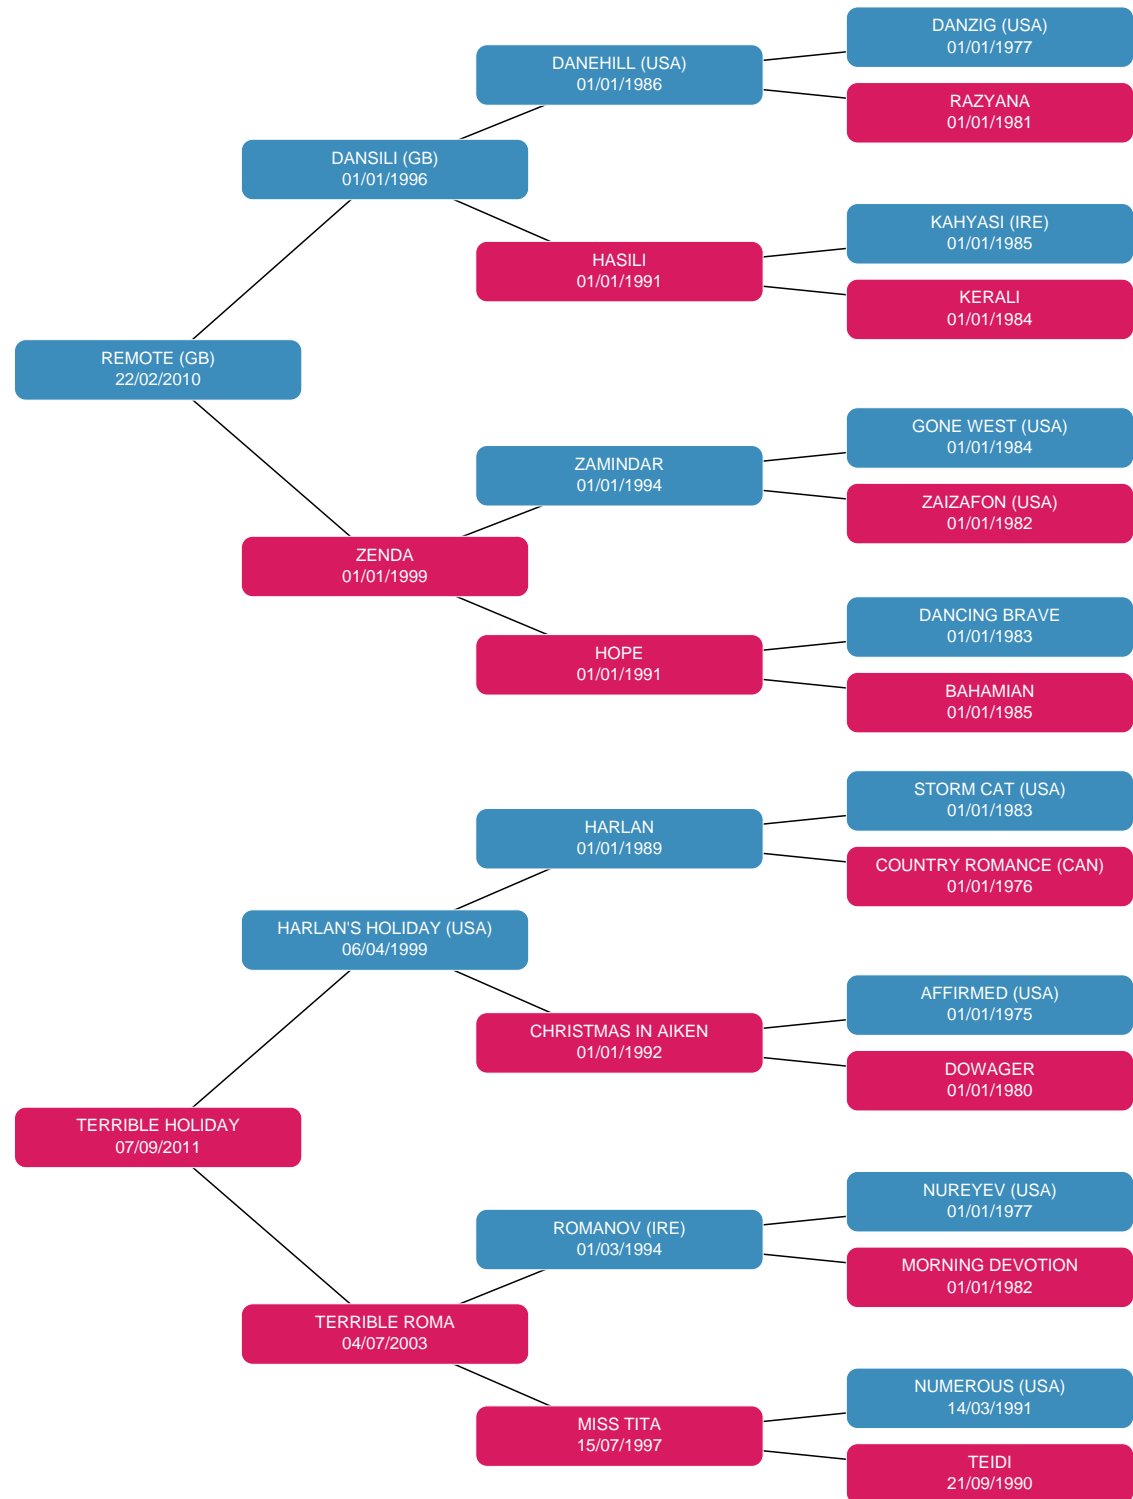 DANZIG (USA)
01/01/1977
DANEHILL (USA)
01/01/1986
RAZYANA
01/01/1981
DANSILI (GB)
01/01/1996
KAHYASI (IRE)
01/01/1985
HASILI
01/01/1991
KERALI
01/01/1984
REMOTE (GB)
22/02/2010
GONE WEST (USA)
01/01/1984
ZAMINDAR
01/01/1994
ZAIZAFON (USA)
01/01/1982
ZENDA
01/01/1999
DANCING BRAVE
01/01/1983
HOPE
01/01/1991
BAHAMIAN
01/01/1985
STORM CAT (USA)
01/01/1983
HARLAN
01/01/1989
COUNTRY ROMANCE (CAN)
01/01/1976
HARLAN'S HOLIDAY (USA)
06/04/1999
AFFIRMED (USA)
01/01/1975
CHRISTMAS IN AIKEN
01/01/1992
DOWAGER
01/01/1980
TERRIBLE HOLIDAY
07/09/2011
NUREYEV (USA)
01/01/1977
ROMANOV (IRE)
01/03/1994
MORNING DEVOTION
01/01/1982
TERRIBLE ROMA
04/07/2003
NUMEROUS (USA)
14/03/1991
MISS TITA
15/07/1997
TEIDI
21/09/1990